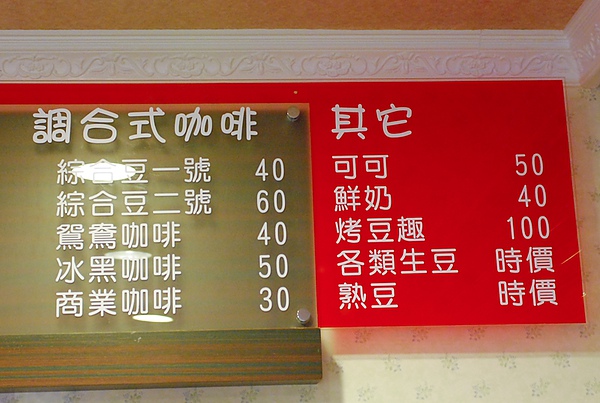 調合式咖啡
綜合豆一號 40
綜合豆二號 60
鴛鴦咖啡 40
冰黑咖啡 50
商業咖啡 30
其它
可可 50
鮮奶 40
烤豆趣 100
各類生豆 時價
熟豆 時價